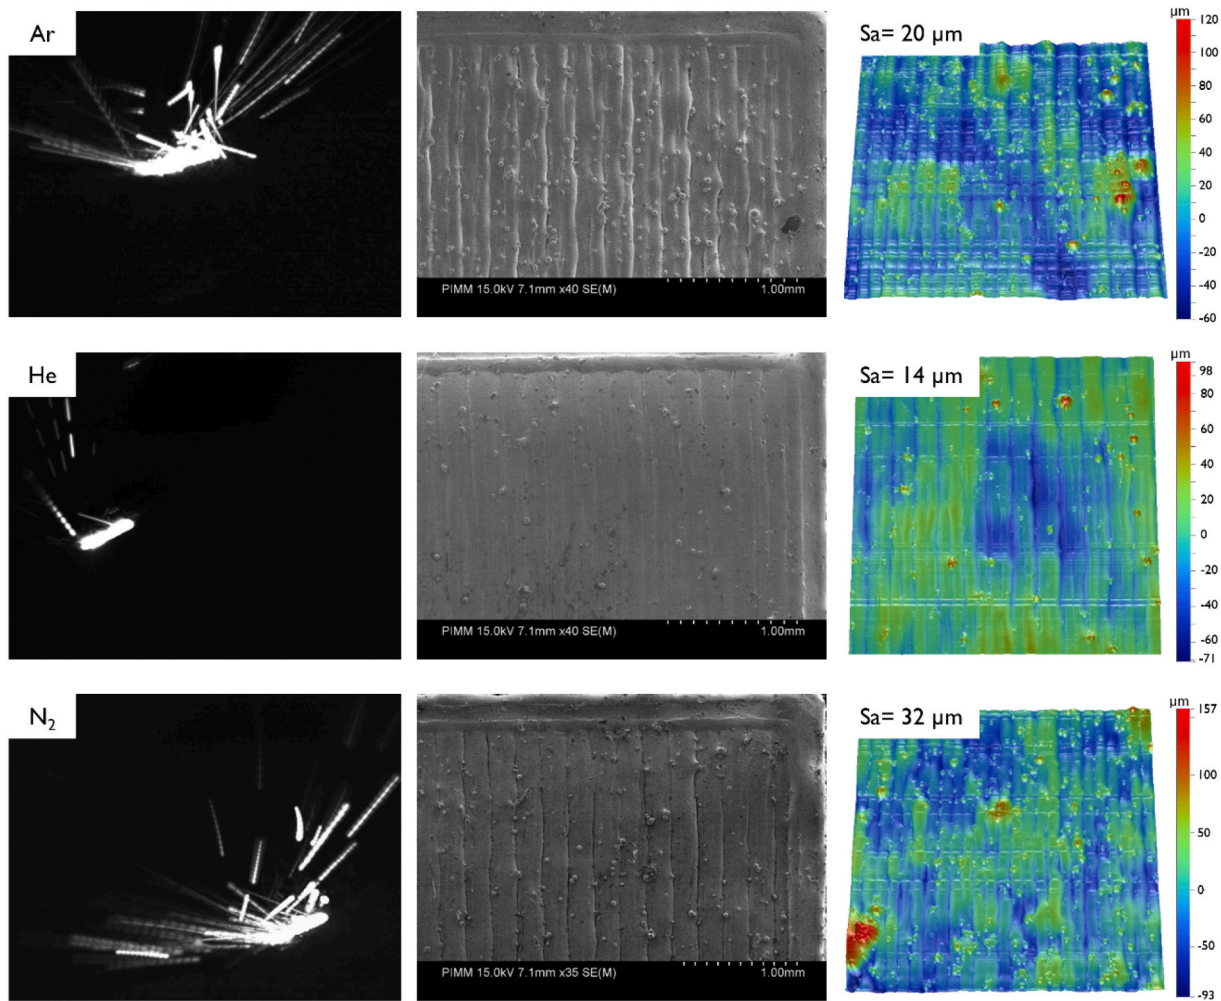 Ar
PIMM 15.0kV 7.1mm x40 SE(M)
1.00mm
Sa= 20 µm
µm
120
100
80
60
40
20
0
-20
-40
-60
He
PIMM 15.0kV 7.1mm x40 SE(M)
1.00mm
Sa= 14 µm
µm
98
80
60
40
20
0
-20
-40
-60
-71
N₂
PIMM 15.0kV 7.1mm x35 SE(M)
1.00mm
Sa= 32 µm
µm
157
100
50
0
-50
-93